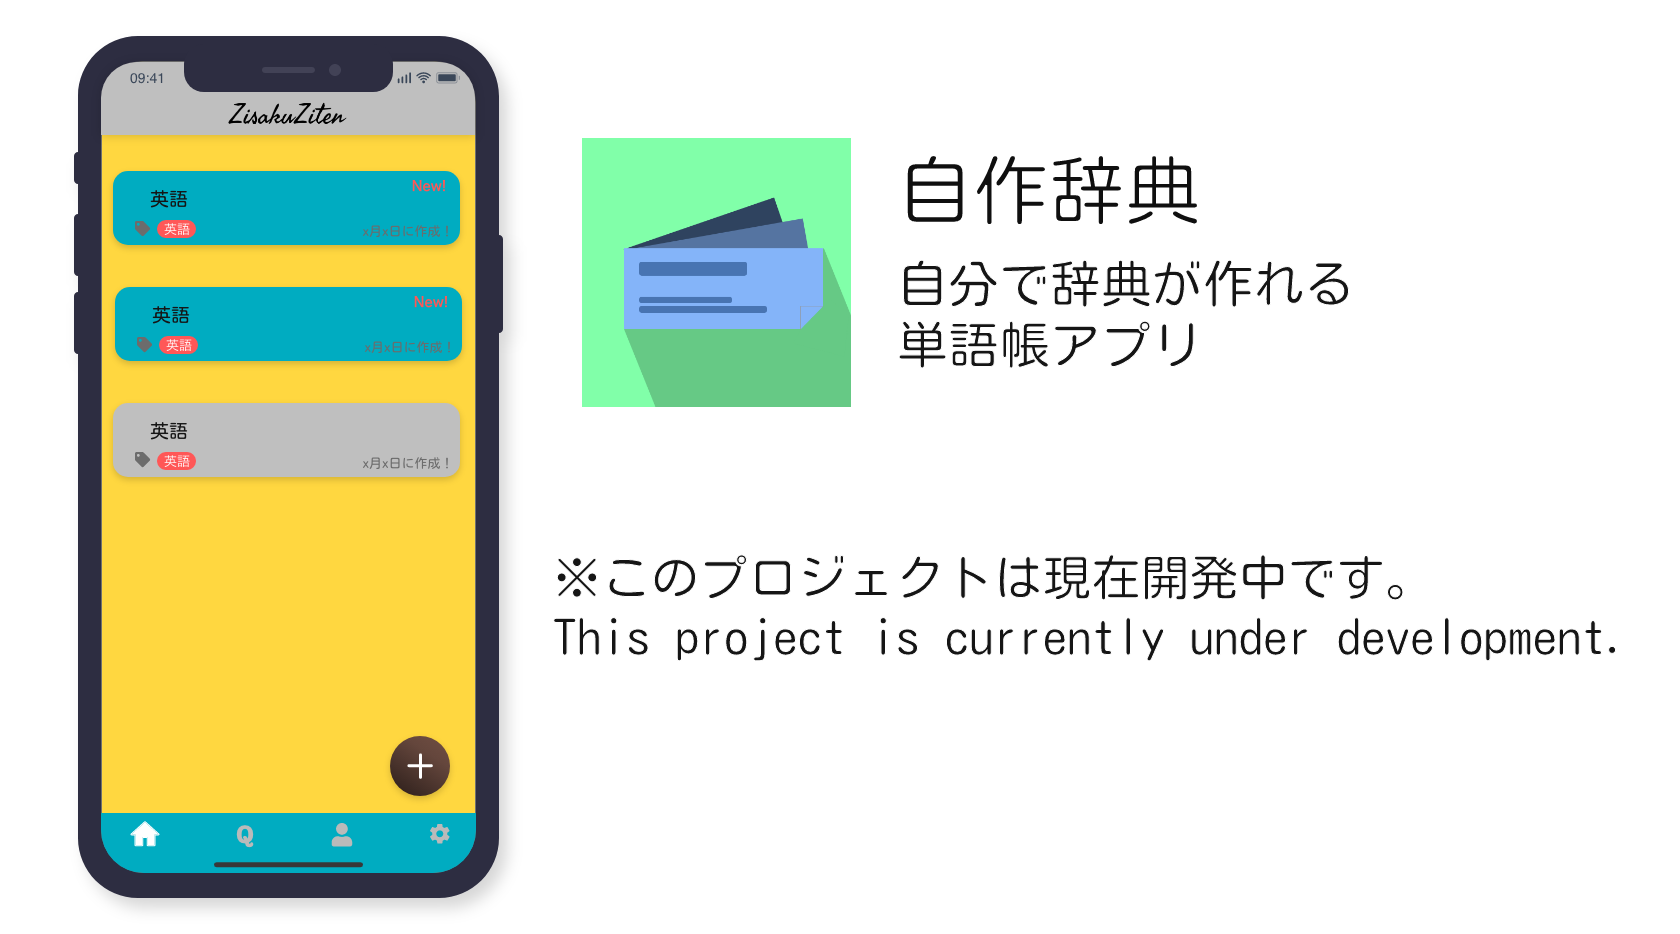 09:41
ZisakuZiten
New!
英語
英語
x月x日に作成！
New!
英語
英語
x月x日に作成！
英語
英語
x月x日に作成！
Q
自作辞典
自分で辞典が作れる
単語帳アプリ
※このプロジェクトは現在開発中です。
This project is currently under development.